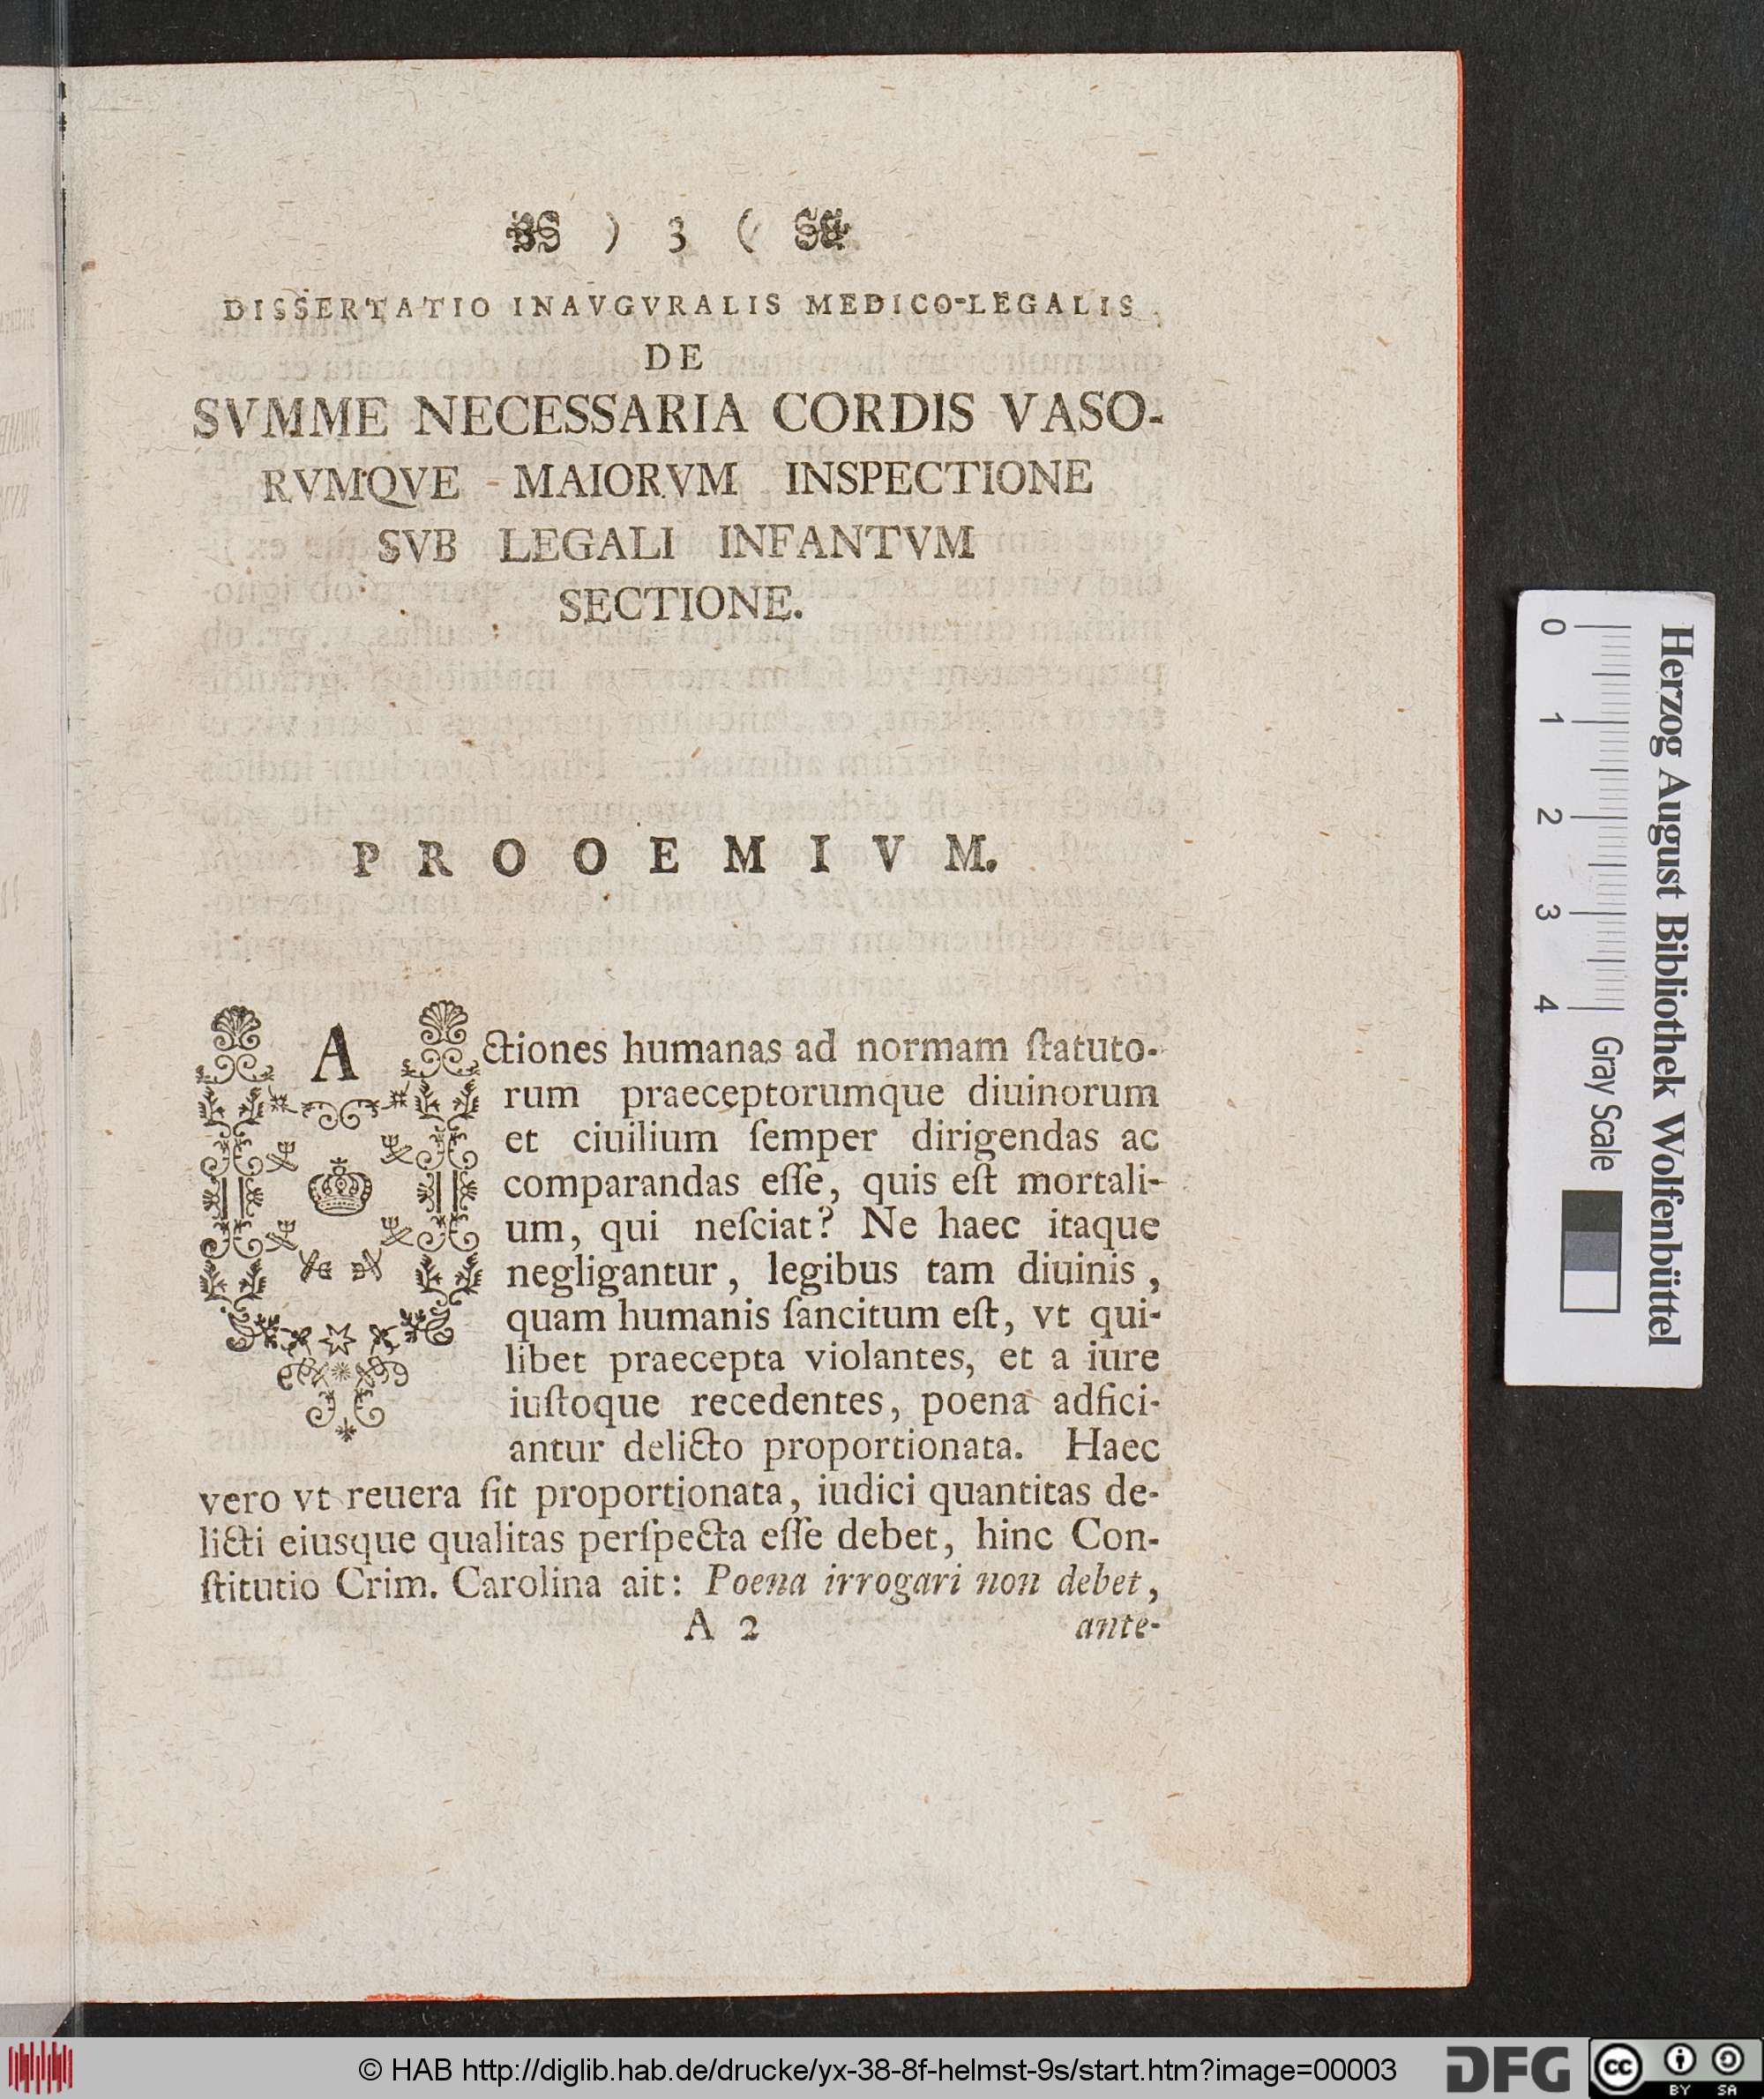 ) 3 (
DISSERTATIO INAVGVRALIS MEDICO-LEGALIS
DE
SVMME NECESSARIA CORDIS VASO-
RVMQVE MAIORVM INSPECTIONE
SVB LEGALI INFANTVM
SECTIONE.
PROOEMIVM.
Actiones humanas ad normam ſtatuto-
rum praeceptorumque diuinorum
et ciuilium ſemper dirigendas ac
comparandas eſſe, quis eſt mortali-
um, qui neſciat? Ne haec itaque
negligantur, legibus tam diuinis,
quam humanis ſancitum eſt, vt qui-
libet praecepta violantes, et a iure
iuſtoque recedentes, poena adfici-
antur delicto proportionata. Haec
vero vt reuera ſit proportionata, iudici quantitas de-
licti eiusque qualitas perſpecta eſſe debet, hinc Con-
ſtitutio Crim. Carolina ait: Poena irrogari non debet,
A 2 ante-
Herzog August Bibliothek Wolfenbüttel
0 1 2 3 4 Gray Scale
© HAB http://diglib.hab.de/drucke/yx-38-8f-helmst-9s/start.htm?image=00003
DFG
cc BY SA